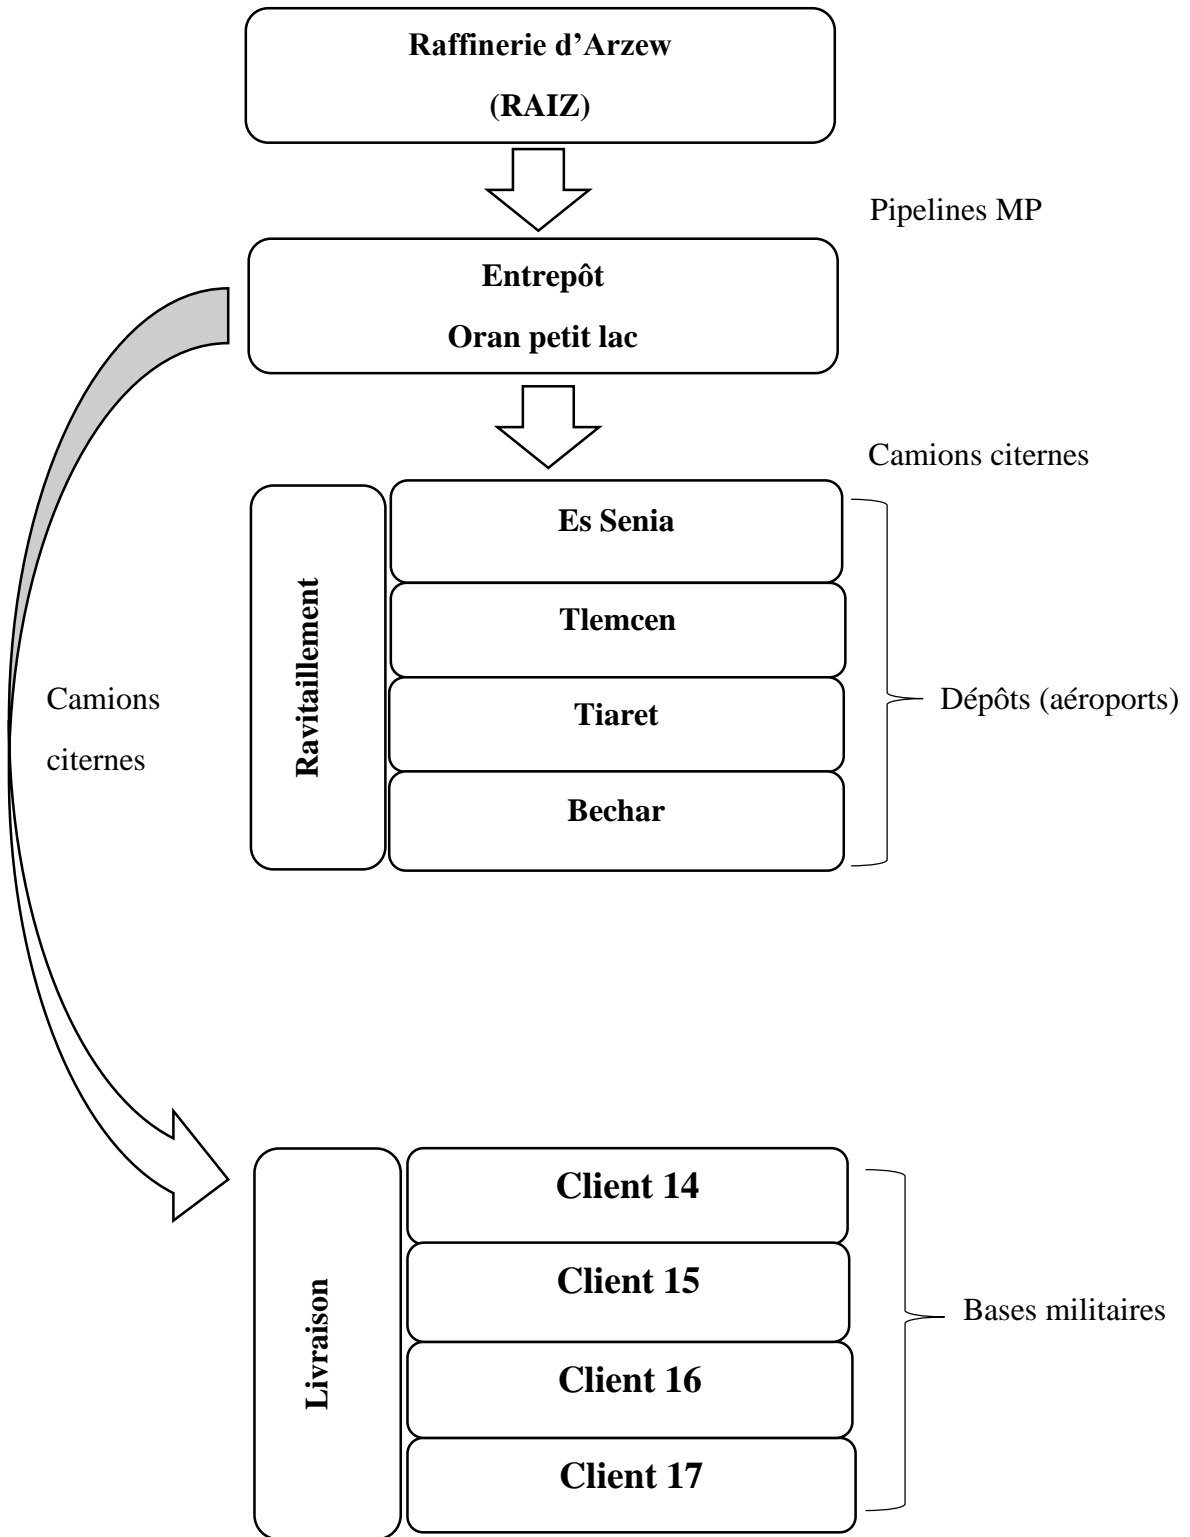 Raffinerie d’Arzew
(RAIZ)
Pipelines MP
Entrepôt
Oran petit lac
Camions citernes
Ravitaillement
Es Senia
Tlemcen
Tiaret
Bechar
Dépôts (aéroports)
Camions
citernes
Livraison
Client 14
Client 15
Client 16
Client 17
Bases militaires